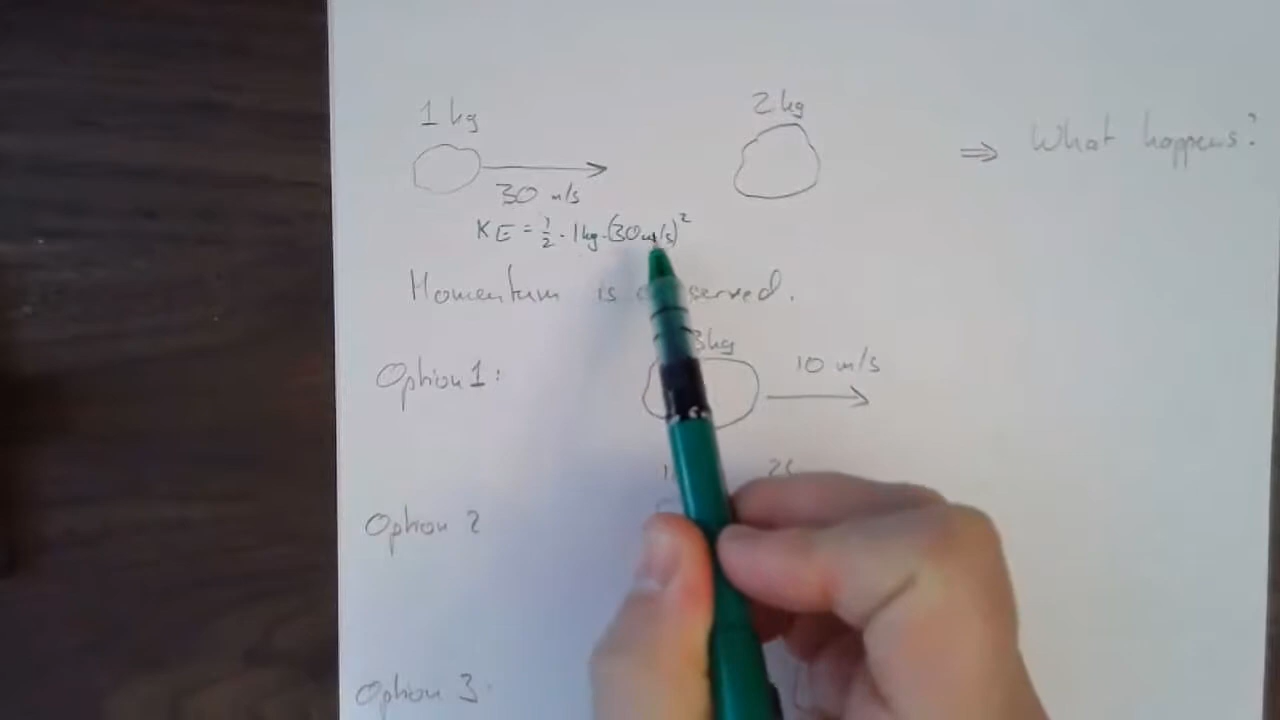 1 kg
2 kg
⇒ What happens?
30 m/s
KE = 1/2 · 1kg · (30m/s)²
Momentum is served.
3kg
Option 1:
10 m/s
Option 2
Option 3: